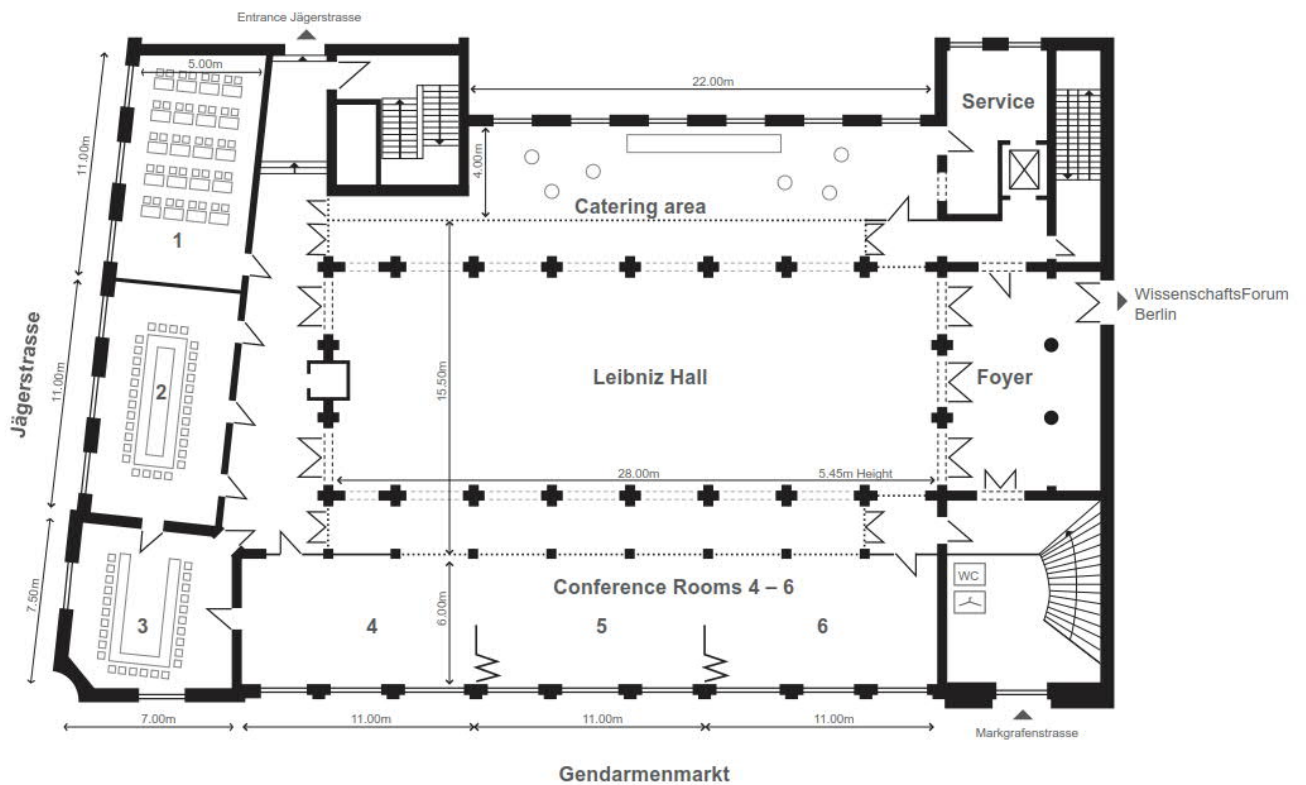 Entrance Jägerstrasse
5.00m
22.00m
Service
11.00m
4.00m
Catering area
1
WissenschaftsForum
Berlin
Jägerstrasse
11.00m
2
15.50m
Leibniz Hall
Foyer
28.00m
5.45m Height
7.50m
3
Conference Rooms 4 – 6
WC
4
6.00m
5
6
7.00m
11.00m
11.00m
11.00m
Markgrafenstrasse
Gendarmenmarkt